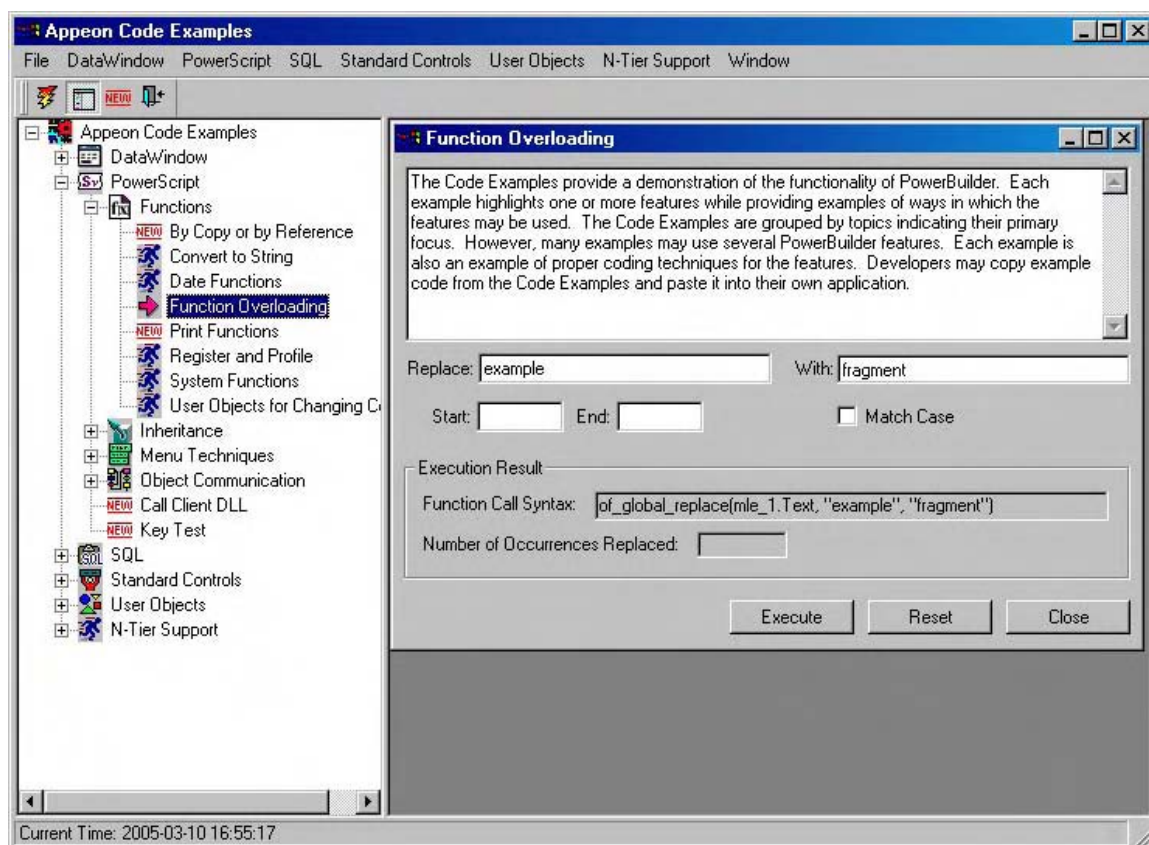 Appeon Code Examples
File DataWindow PowerScript SQL Standard Controls User Objects N-Tier Support Window
NEW
Appeon Code Examples
DataWindow
PowerScript
Functions
NEW By Copy or by Reference
Convert to String
Date Functions
Function Overloading
NEW Print Functions
Register and Profile
System Functions
User Objects for Changing C
Inheritance
Menu Techniques
Object Communication
NEW Call Client DLL
NEW Key Test
SQL
Standard Controls
User Objects
N-Tier Support
Function Overloading
The Code Examples provide a demonstration of the functionality of PowerBuilder. Each
example highlights one or more features while providing examples of ways in which the
features may be used. The Code Examples are grouped by topics indicating their primary
focus. However, many examples may use several PowerBuilder features. Each example is
also an example of proper coding techniques for the features. Developers may copy example
code from the Code Examples and paste it into their own application.
Replace: example With: fragment
Start: End: Match Case
Execution Result
Function Call Syntax: of_global_replace(mle_1.Text, "example", "fragment")
Number of Occurrences Replaced:
Execute Reset Close
Current Time: 2005-03-10 16:55:17